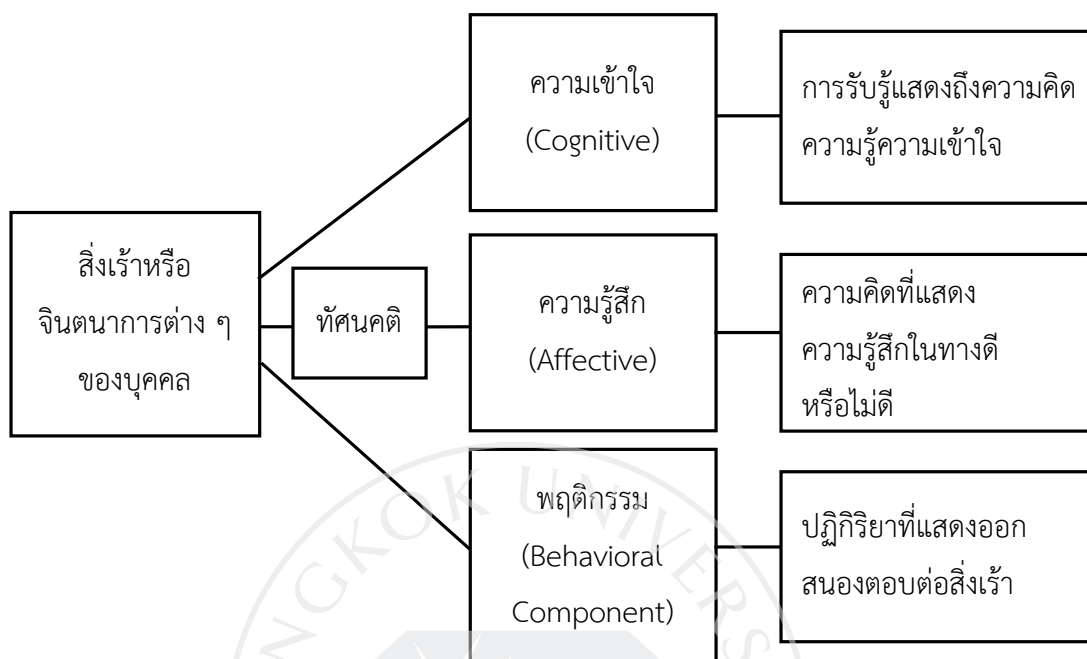 ความเข้าใจ
(Cognitive)
การรับรู้แสดงถึงความคิด
ความรู้ความเข้าใจ
สิ่งเร้าหรือ
จินตนาการต่าง ๆ
ของบุคคล
ทัศนคติ
ความรู้สึก
(Affective)
ความคิดที่แสดง
ความรู้สึกในทางดี
หรือไม่ดี
พฤติกรรม
(Behavioral
Component)
ปฏิกิริยาที่แสดงออก
สนองตอบต่อสิ่งเร้า
NGKOK UNIVERS